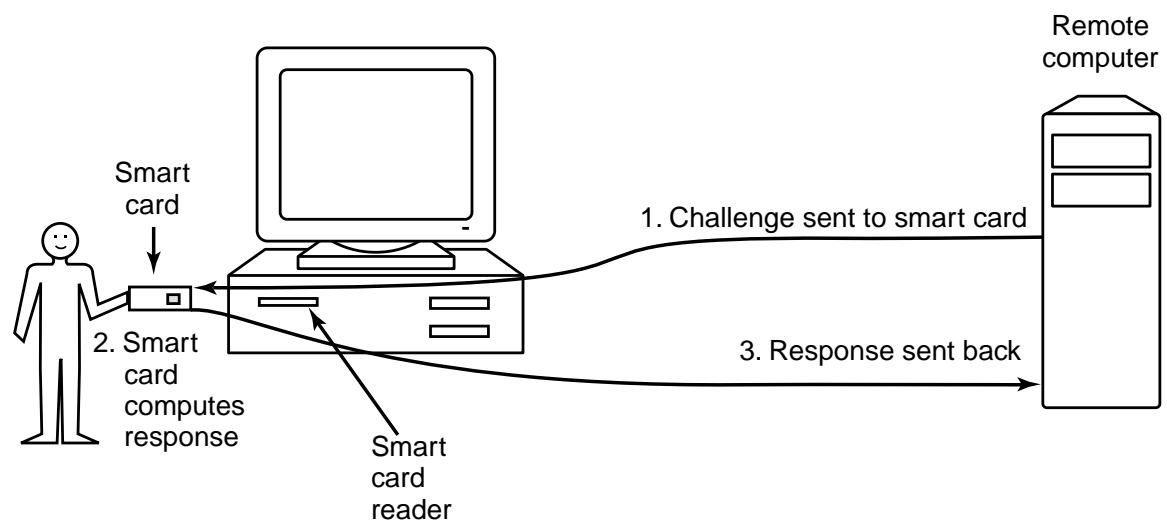 Remote
computer
Smart
card
1. Challenge sent to smart card
2. Smart
card
computes
response
3. Response sent back
Smart
card
reader